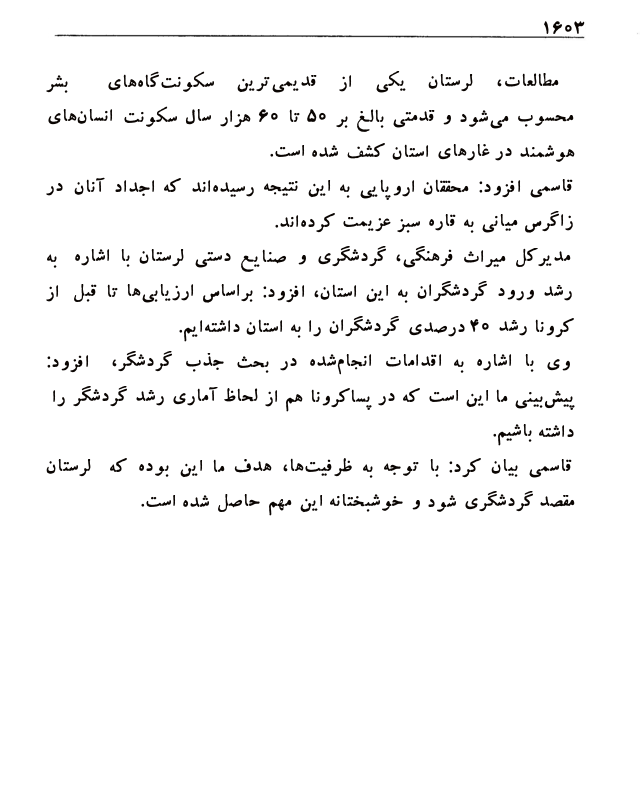 ۱۶۰۳
مطالعات، لرستان یکی از قدیمی‌ترین سکونت‌گاه‌های بشر
محسوب می‌شود و قدمتی بالغ بر ۵۰ تا ۶۰ هزار سال سکونت انسان‌های
هوشمند در غارهای استان کشف شده است.
قاسمی افزود: محققان اروپایی به این نتیجه رسیده‌اند که اجداد آنان در
زاگرس میانی به قاره سبز عزیمت کرده‌اند.
مدیرکل میراث فرهنگی، گردشگری و صنایع دستی لرستان با اشاره به
رشد ورود گردشگران به این استان، افزود: براساس ارزیابی‌ها تا قبل از
کرونا رشد ۴۰ درصدی گردشگران را به استان داشته‌ایم.
وی با اشاره به اقدامات انجام‌شده در بحث جذب گردشگر، افزود:
پیش‌بینی ما این است که در پساکرونا هم از لحاظ آماری رشد گردشگر را
داشته باشیم.
قاسمی بیان کرد: با توجه به ظرفیت‌ها، هدف ما این بوده که لرستان
مقصد گردشگری شود و خوشبختانه این مهم حاصل شده است.